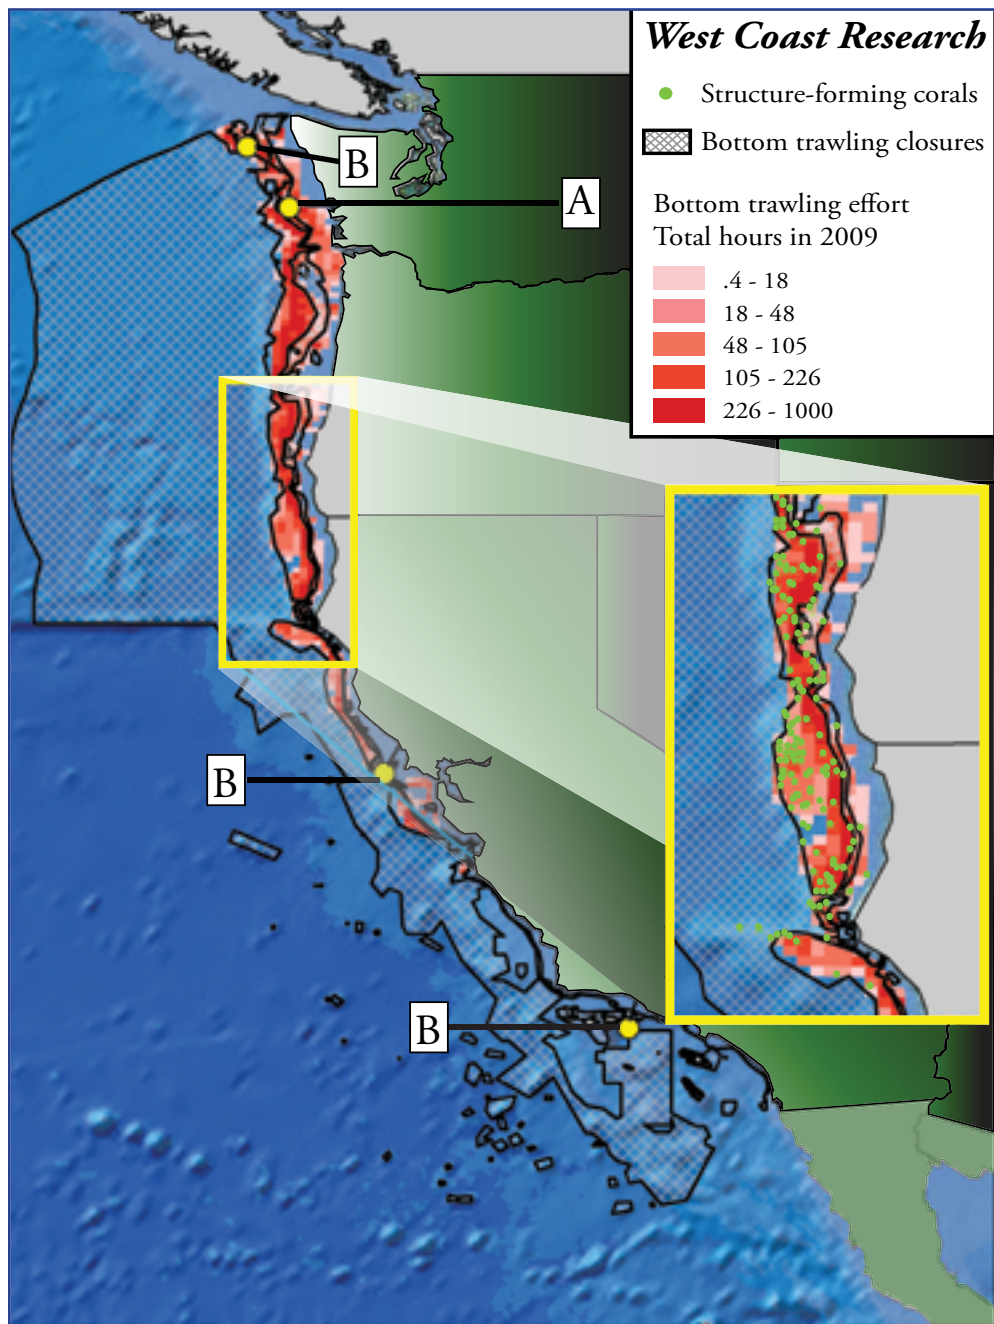 West Coast Research
Structure-forming corals
Bottom trawling closures
Bottom trawling effort
Total hours in 2009
.4 - 18
18 - 48
48 - 105
105 - 226
226 - 1000
B
A
B
B